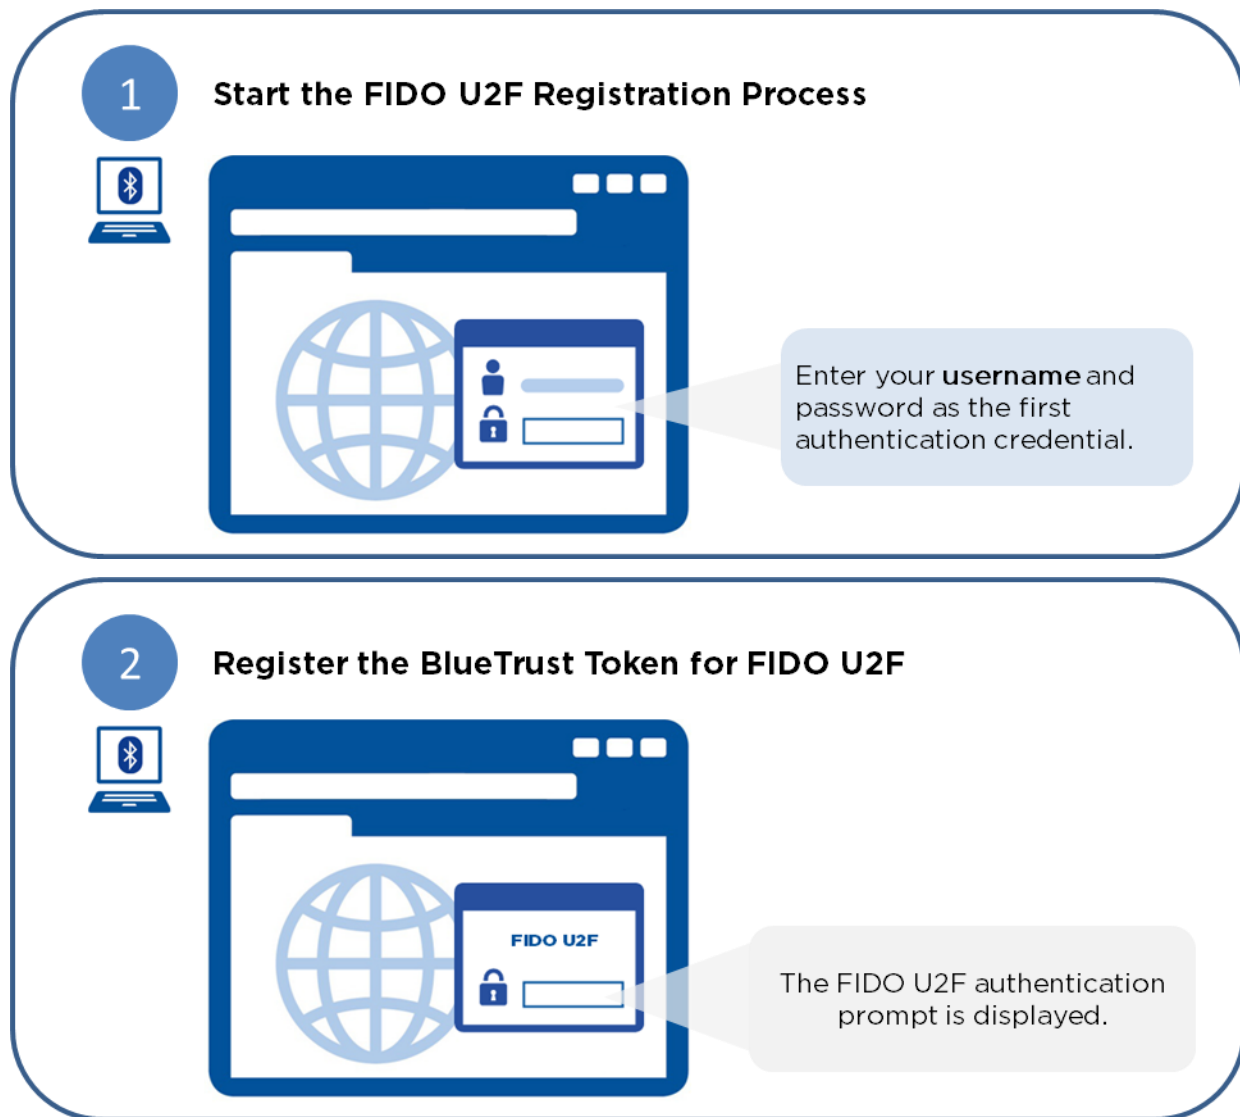 1
Start the FIDO U2F Registration Process
Enter your username and
password as the first
authentication credential.
2
Register the BlueTrust Token for FIDO U2F
FIDO U2F
The FIDO U2F authentication
prompt is displayed.